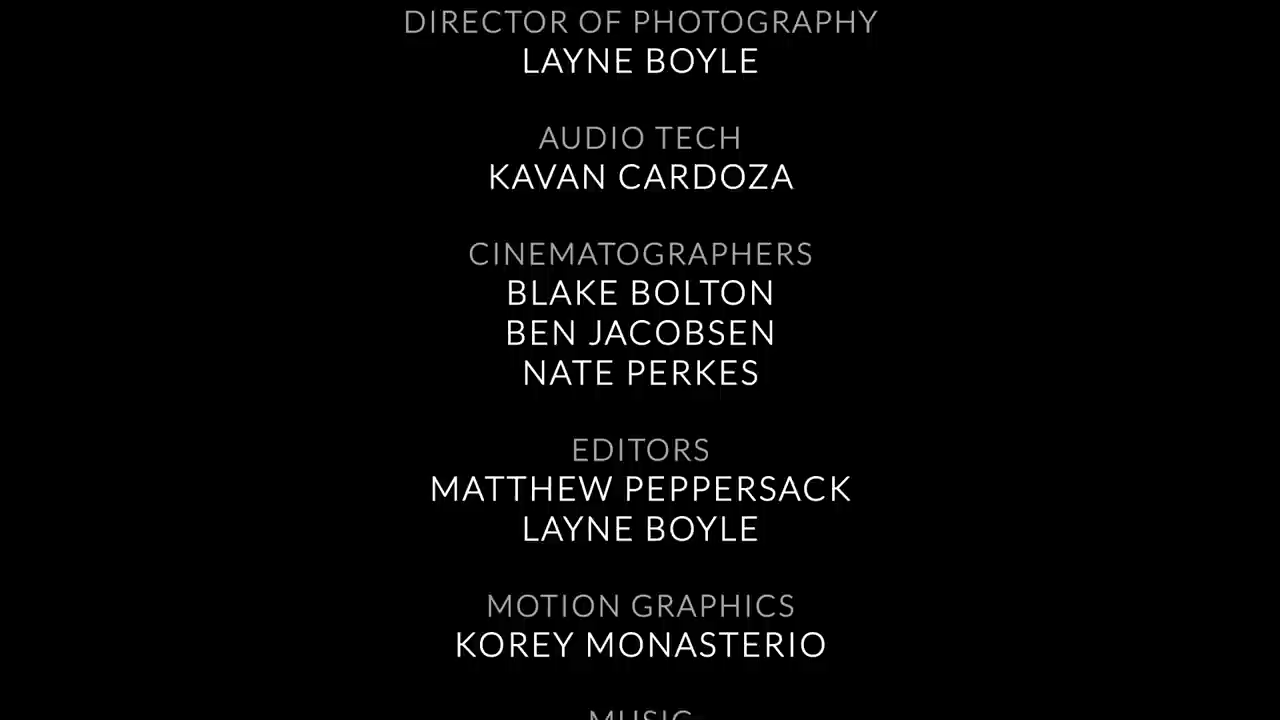 DIRECTOR OF PHOTOGRAPHY
LAYNE BOYLE
AUDIO TECH
KAVAN CARDOZA
CINEMATOGRAPHERS
BLAKE BOLTON
BEN JACOBSEN
NATE PERKES
EDITORS
MATTHEW PEPPERSACK
LAYNE BOYLE
MOTION GRAPHICS
KOREY MONASTERIO
MUSIC